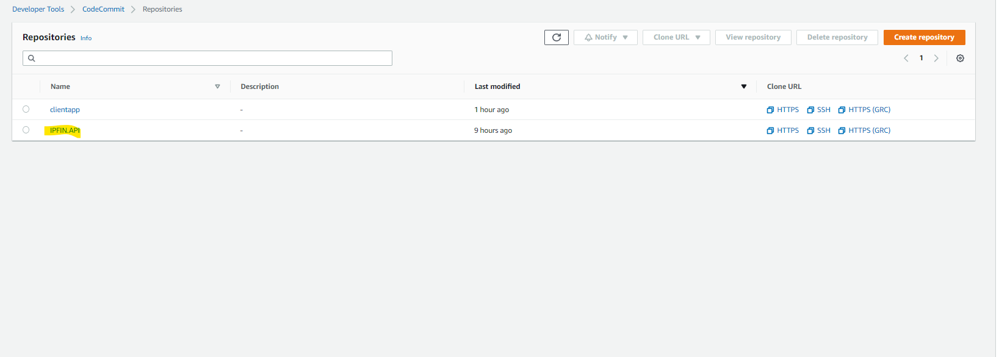 Developer Tools > CodeCommit > Repositories
Repositories Info
Notify ▼ Clone URL ▼ View repository Delete repository Create repository
< 1 >
Name Description Last modified Clone URL
clientapp - 1 hour ago HTTPS SSH HTTPS (GRC)
IPFIN.API - 9 hours ago HTTPS SSH HTTPS (GRC)